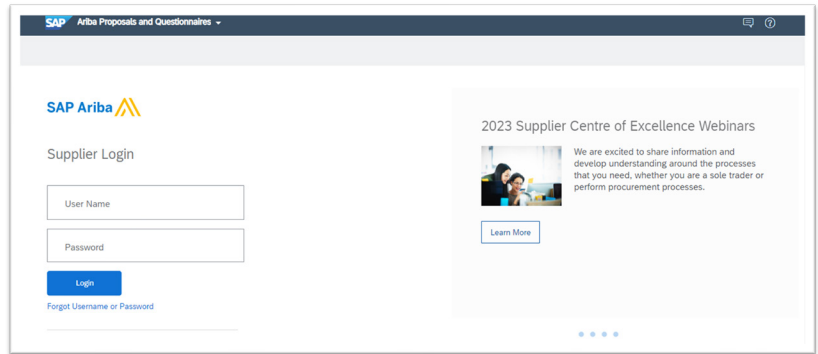 SAP Ariba Proposals and Questionnaires
SAP Ariba
Supplier Login
User Name
Password
Login
Forgot Username or Password
2023 Supplier Centre of Excellence Webinars
We are excited to share information and
develop understanding around the processes
that you need, whether you are a sole trader or
perform procurement processes.
Learn More